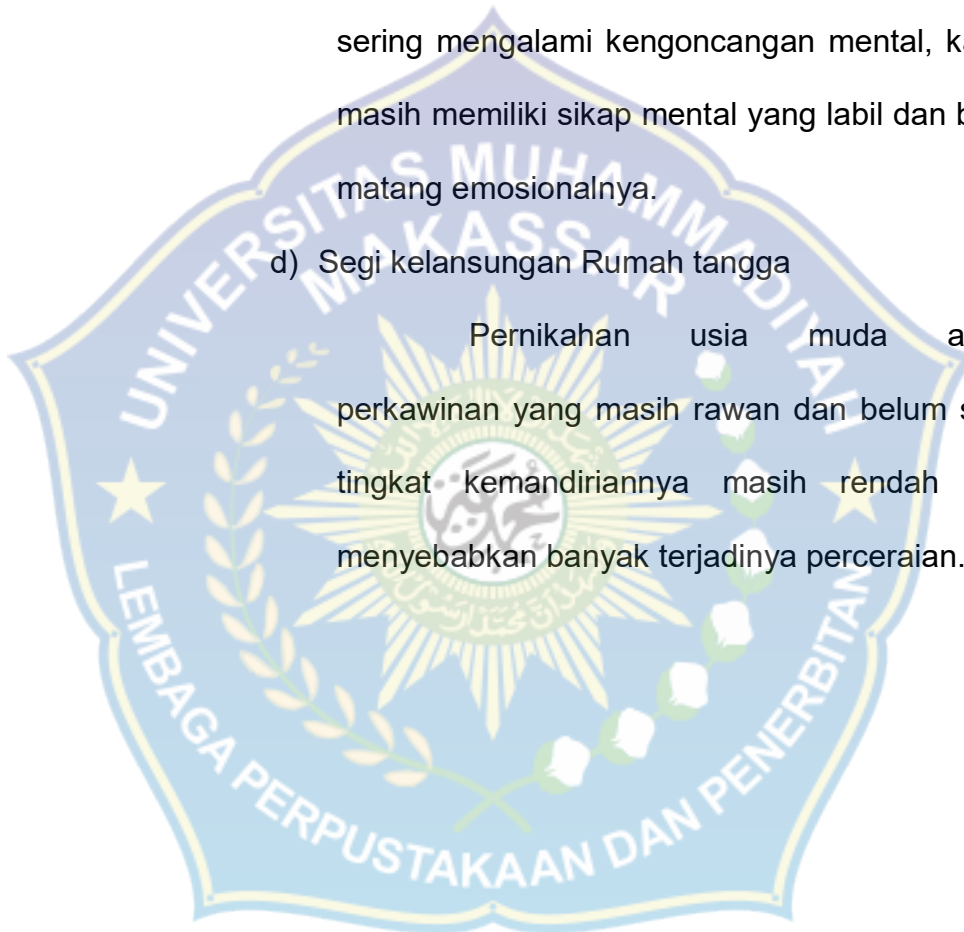 sering mengalami kengoncangan mental,
masih memiliki sikap mental yang labil dan
matang emosionalnya.
d) Segi kelansungan Rumah tangga
Pernikahan usia muda
perkawinan yang masih rawan dan belum
tingkat kemandiriannya masih rendah
menyebabkan banyak terjadinya perceraian.
UNIVERSITAS MUHAMMADIYAH
MAKASSAR
LEMBAGA PERPUSTAKAAN DAN PENERBITAN